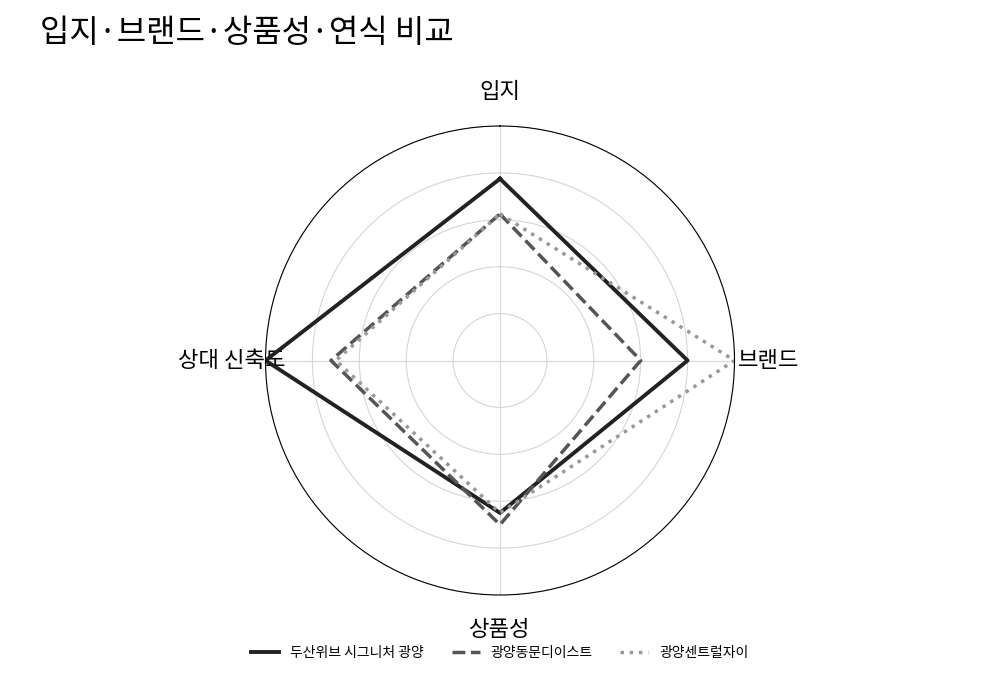 입지·브랜드·상품성·연식 비교
입지
상대 신축도
브랜드
상품성
두산위브 시그니처 광양
광양동문디이스트
광양센트럴자이